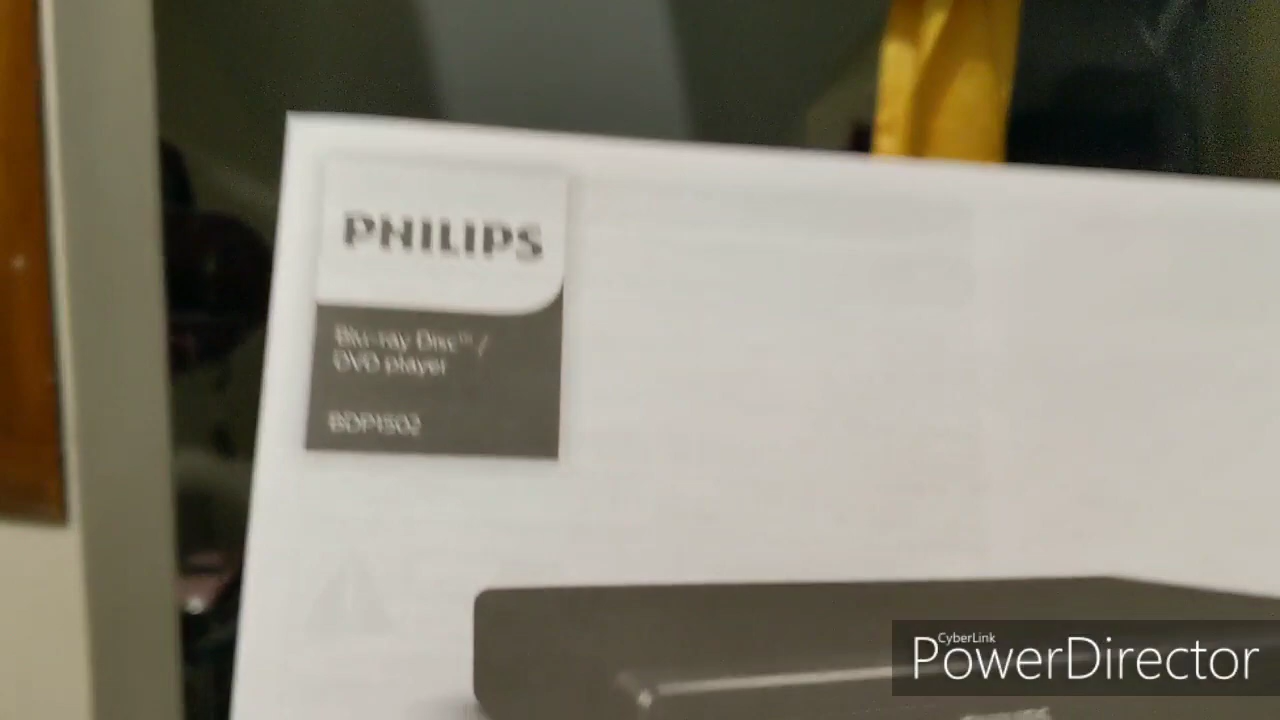 PHILIPS
Blu-ray Disc™ /
DVD player
BDP1502
CyberLink
PowerDirector